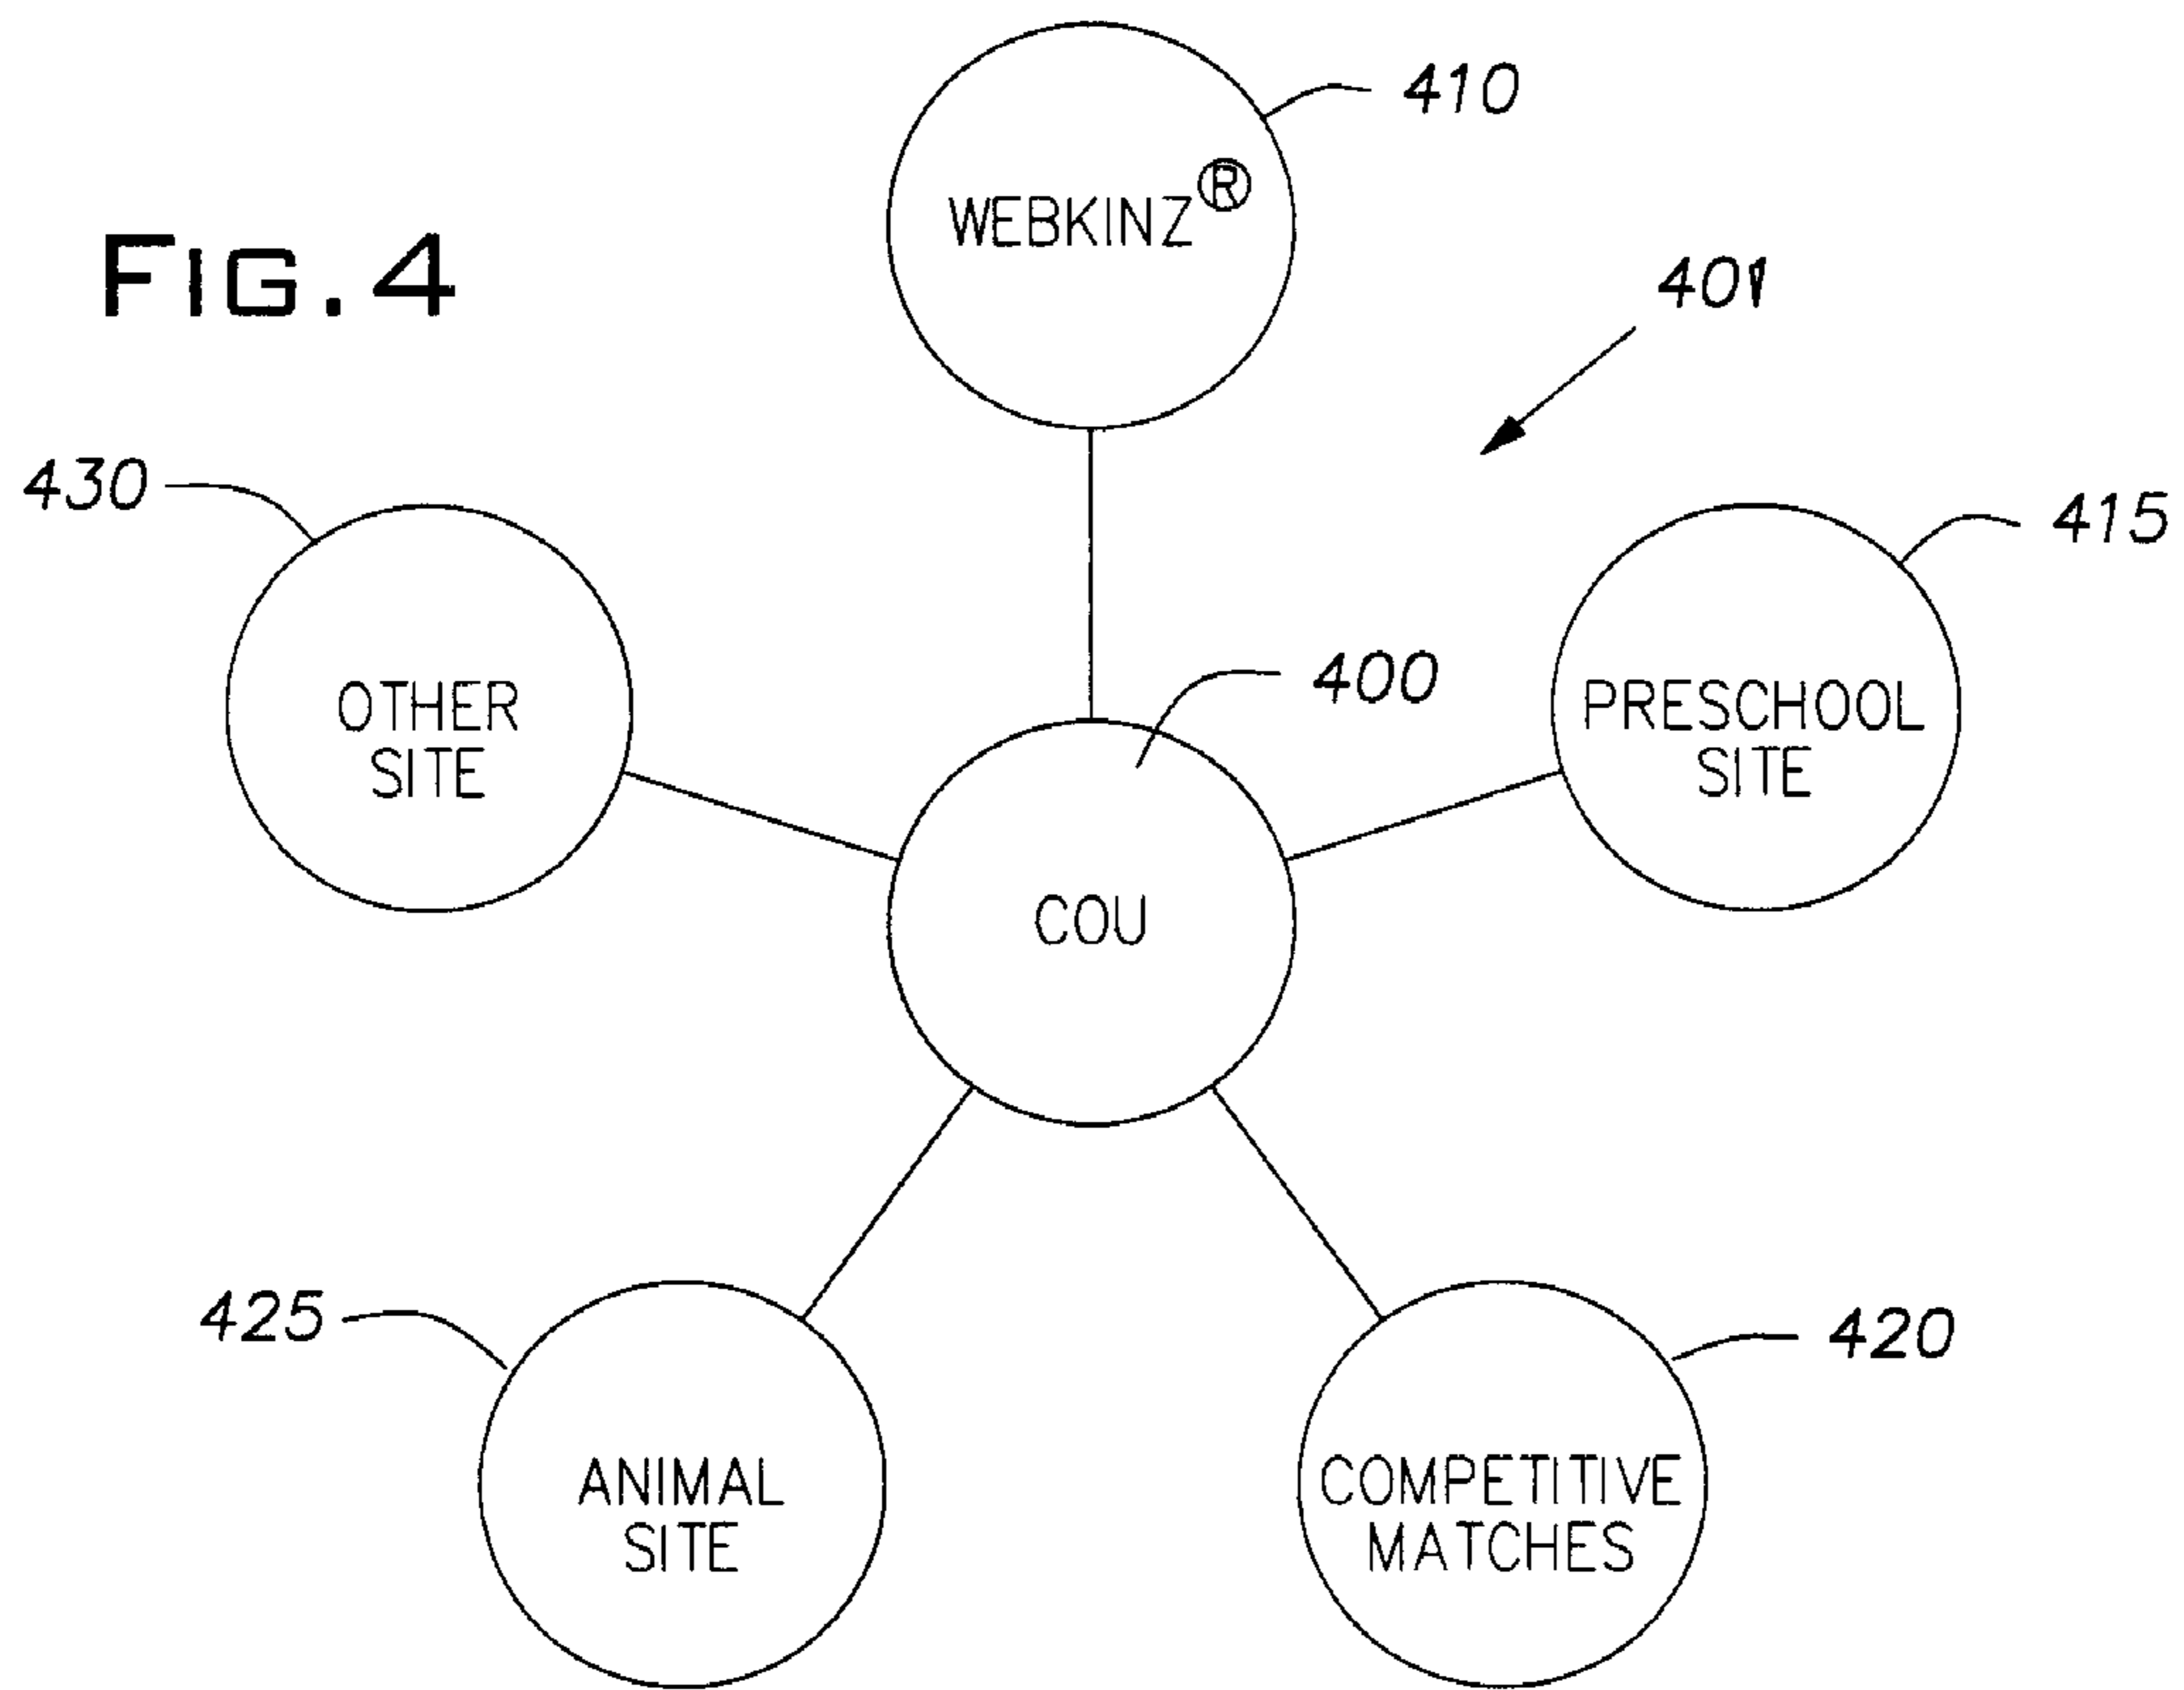 410
WEBKINZ®
FIG. 4
401
430
415
OTHER
SITE
400
PRESCHOOL
SITE
COU
425
420
ANIMAL
SITE
COMPETITIVE
MATCHES